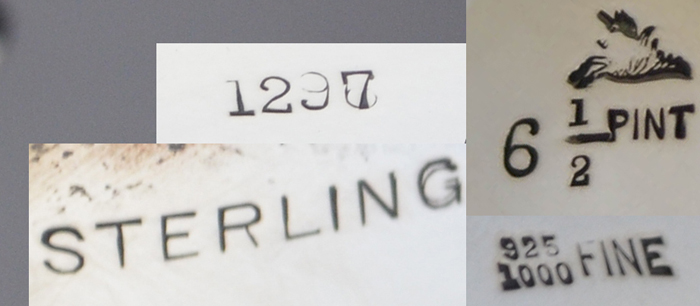 1297
STERLING
6 1/2 PINT
925
1000 FINE